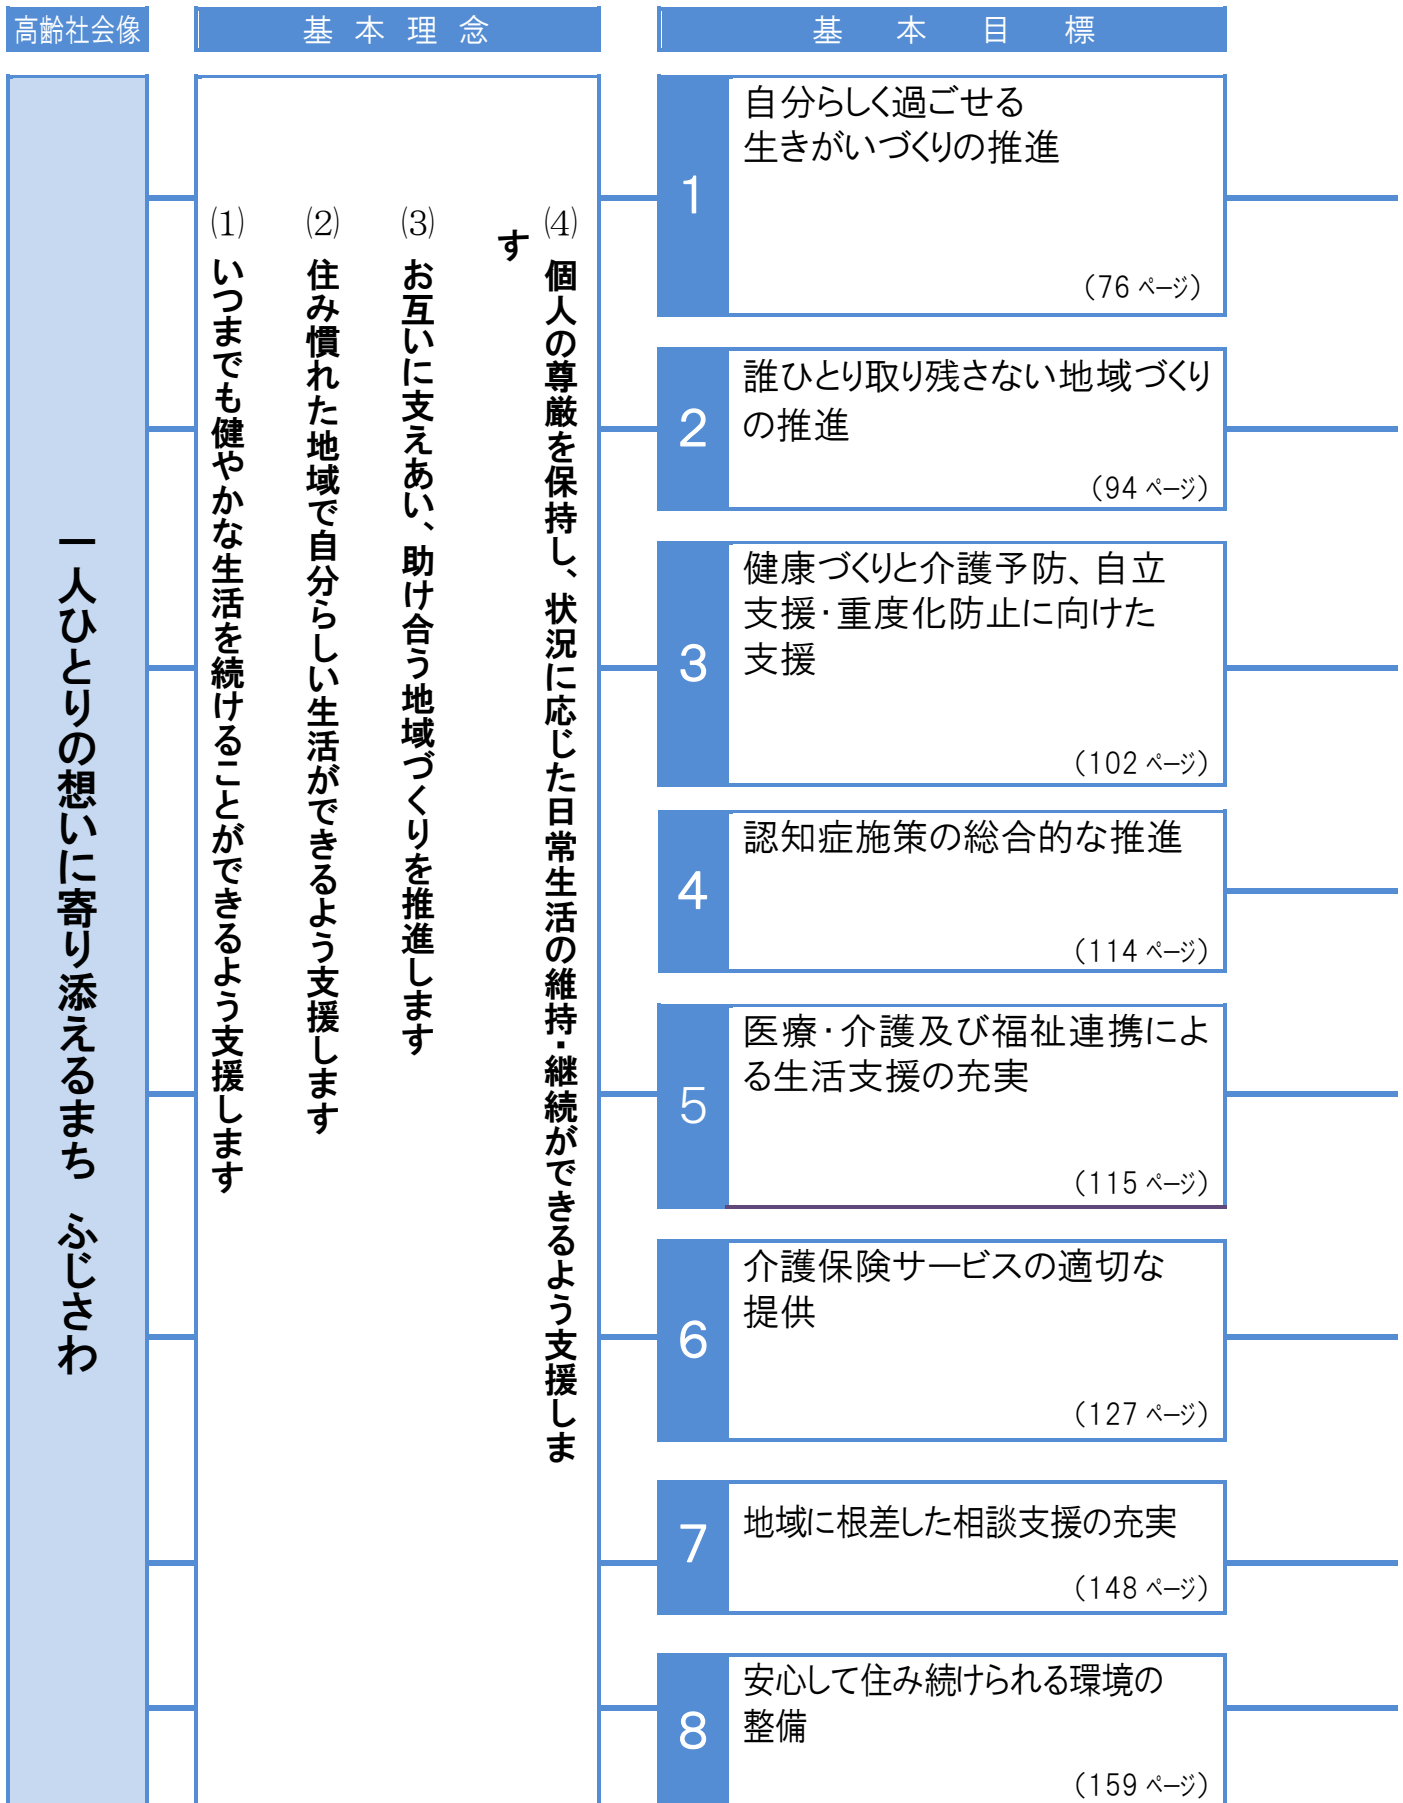 高齢社会像
基本理念
基本目標
一人ひとりの想いに寄り添えるまち　ふじさわ
(1) いつまでも健やかな生活を続けることができるよう支援します
(2) 住み慣れた地域で自分らしい生活ができるよう支援します
(3) お互いに支えあい、助け合う地域づくりを推進します
(4) 個人の尊厳を保持し、状況に応じた日常生活の維持・継続ができるよう支援しま
す
1
自分らしく過ごせる
生きがいづくりの推進
（76 ページ）
2
誰ひとり取り残さない地域づくり
の推進
（94 ページ）
3
健康づくりと介護予防、自立
支援・重度化防止に向けた
支援
（102 ページ）
4
認知症施策の総合的な推進
（114 ページ）
5
医療・介護及び福祉連携によ
る生活支援の充実
（115 ページ）
6
介護保険サービスの適切な
提供
（127 ページ）
7
地域に根差した相談支援の充実
（148 ページ）
8
安心して住み続けられる環境の
整備
（159 ページ）